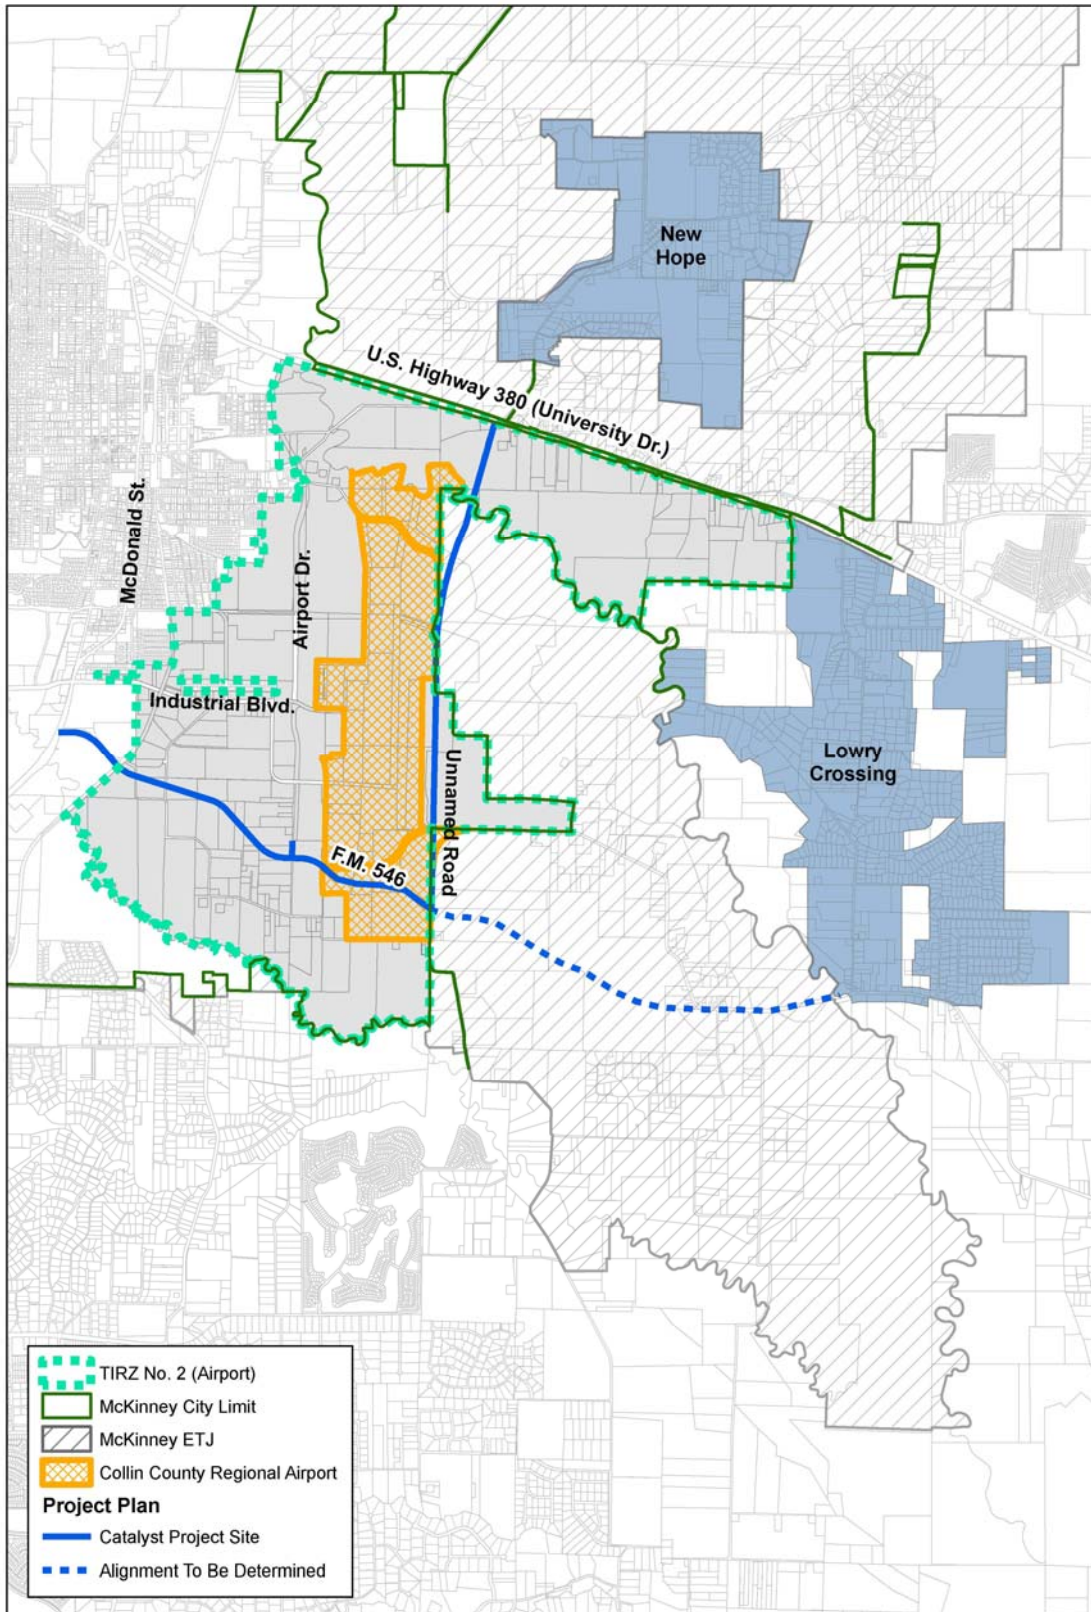 New
Hope
U.S. Highway 380 (University Dr.)
McDonald St.
Airport Dr.
Industrial Blvd.
Unnamed Road
F.M. 546
Lowry
Crossing
TIRZ No. 2 (Airport)
McKinney City Limit
McKinney ETJ
Collin County Regional Airport
Project Plan
Catalyst Project Site
Alignment To Be Determined